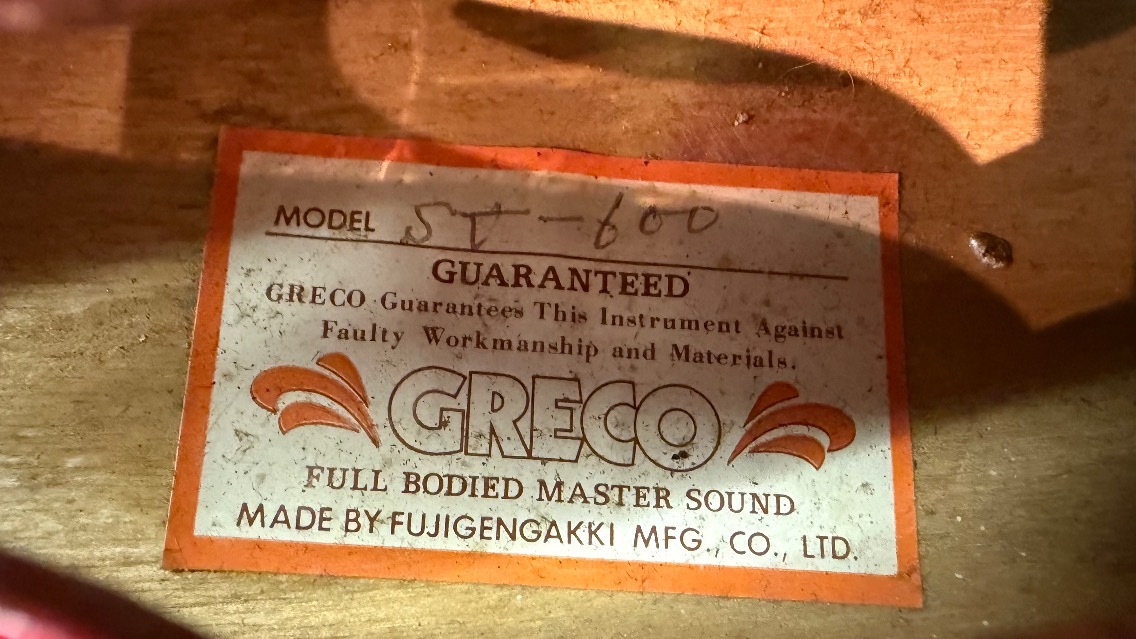 MODEL ST-600
GUARANTEED
GRECO Guarantees This Instrument Against
Faulty Workmanship and Materials.
GRECO
FULL BODIED MASTER SOUND
MADE BY FUJIGENGAKKI MFG., CO., LTD.